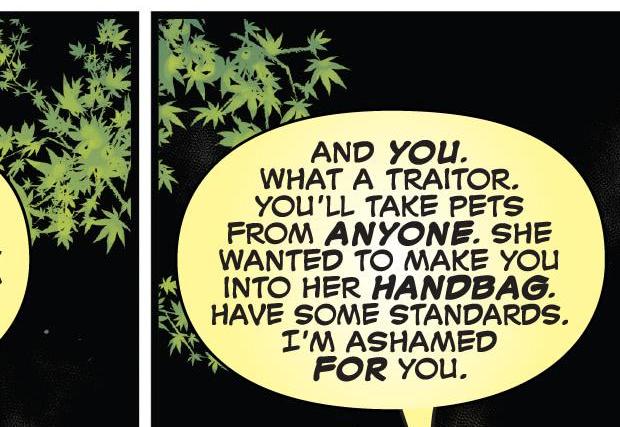 AND YOU.
WHAT A TRAITOR.
YOU'LL TAKE PETS
FROM ANYONE. SHE
WANTED TO MAKE YOU
INTO HER HANDBAG.
HAVE SOME STANDARDS.
I'M ASHAMED
FOR YOU.